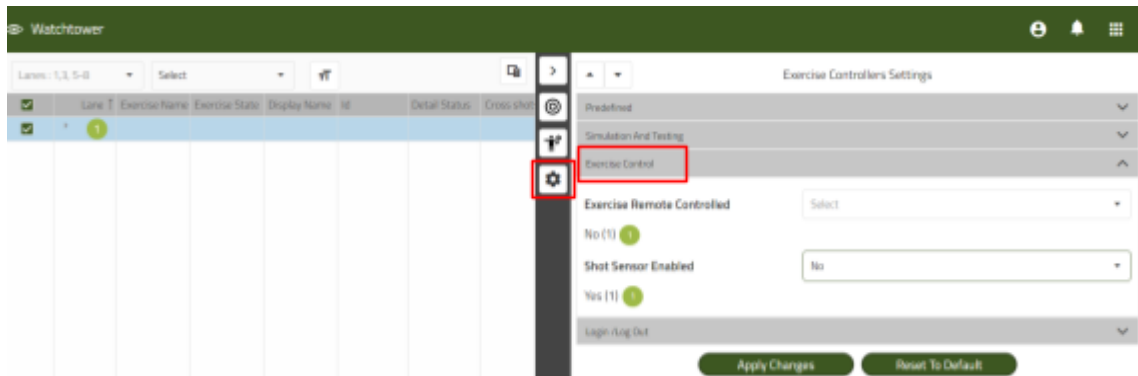 Watchtower
Lanes : 1,3, 5-8 Select
Exercise Controllers Settings
Lane Exercise Name Exercise State Display Name Id Detail Status Cross shot
Predefined
* 1
Simulation And Testing
Exercise Control
Exercise Remote Controlled Select
No (1) 1
Shot Sensor Enabled No
Yes (1) 1
Login /Log Out
Apply Changes Reset To Default